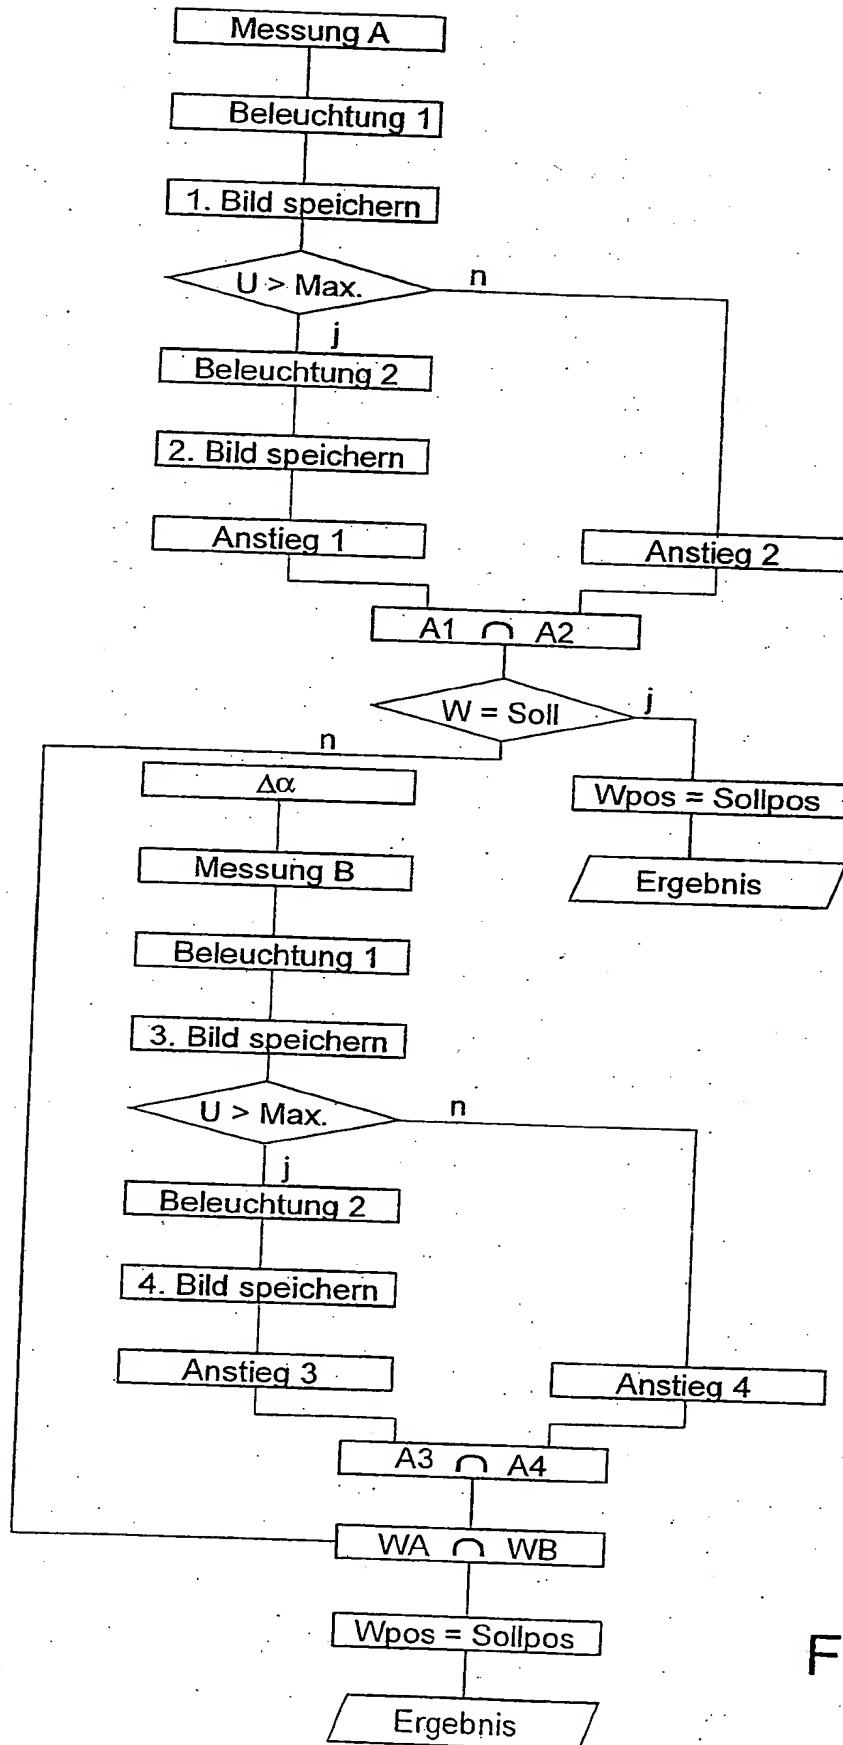 Messung A
Beleuchtung 1
1. Bild speichern
U > Max.
n
j
Beleuchtung 2
2. Bild speichern
Anstieg 1
Anstieg 2
A1 ∩ A2
W = Soll
j
n
Δα
Wpos = Sollpos
Messung B
Ergebnis
Beleuchtung 1
3. Bild speichern
U > Max.
n
j
Beleuchtung 2
4. Bild speichern
Anstieg 3
Anstieg 4
A3 ∩ A4
WA ∩ WB
Wpos = Sollpos
F
Ergebnis